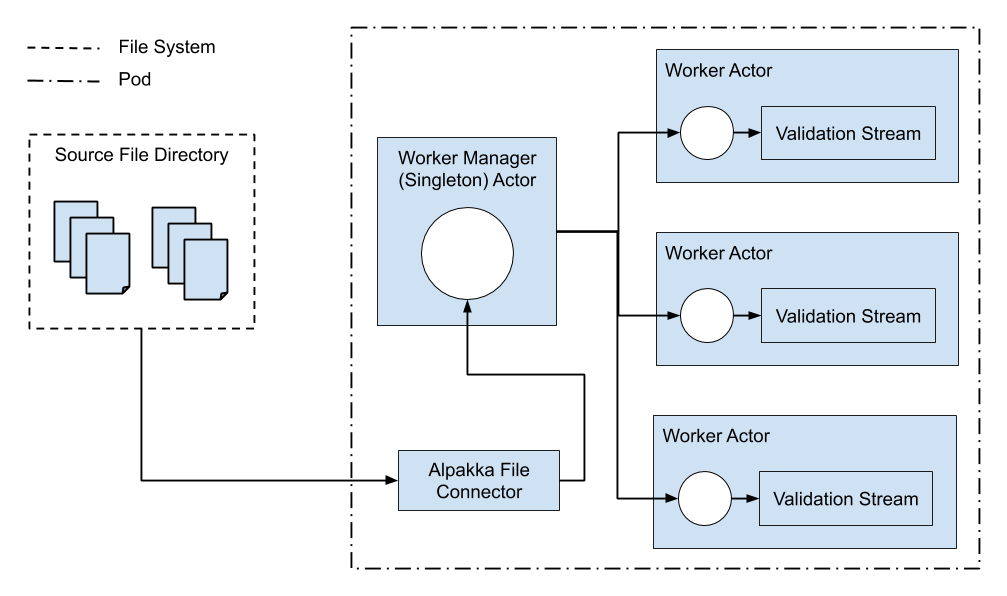 File System
Pod
Source File Directory
Worker Manager
(Singleton) Actor
Alpakka File
Connector
Worker Actor
Validation Stream
Worker Actor
Validation Stream
Worker Actor
Validation Stream